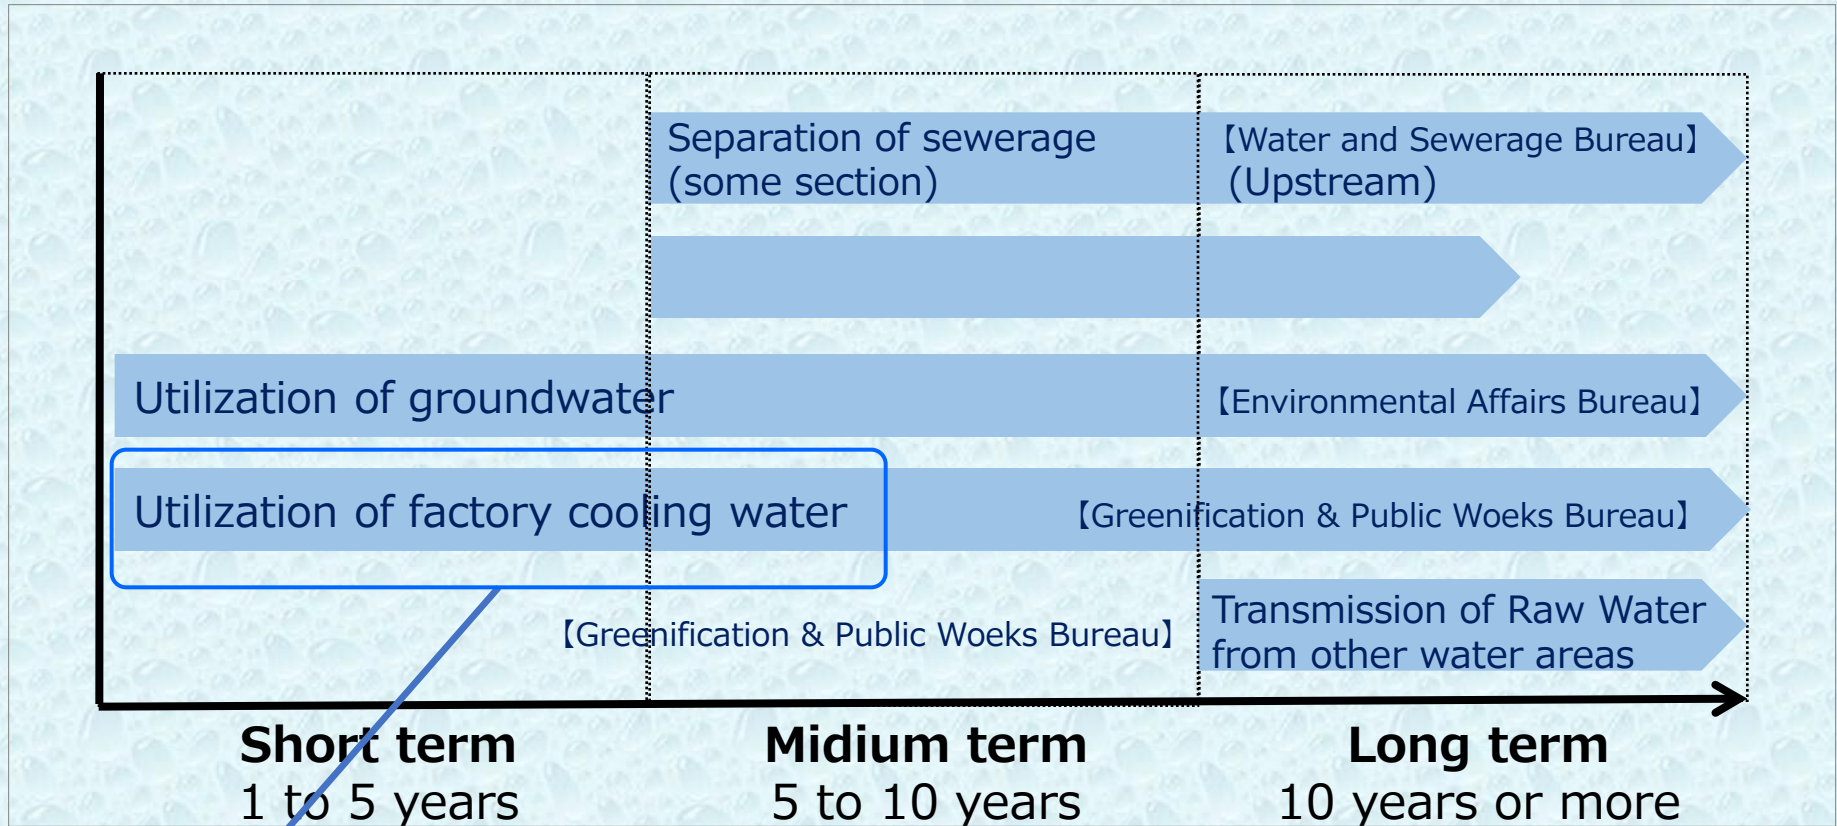 Separation of sewerage 【Water and Sewerage Bureau】
(some section) (Upstream)
Utilization of groundwater 【Environmental Affairs Bureau】
Utilization of factory cooling water 【Greenification & Public Woeks Bureau】
【Greenification & Public Woeks Bureau】
Transmission of Raw Water
from other water areas
Short term Midium term Long term
1 to 5 years 5 to 10 years 10 years or more